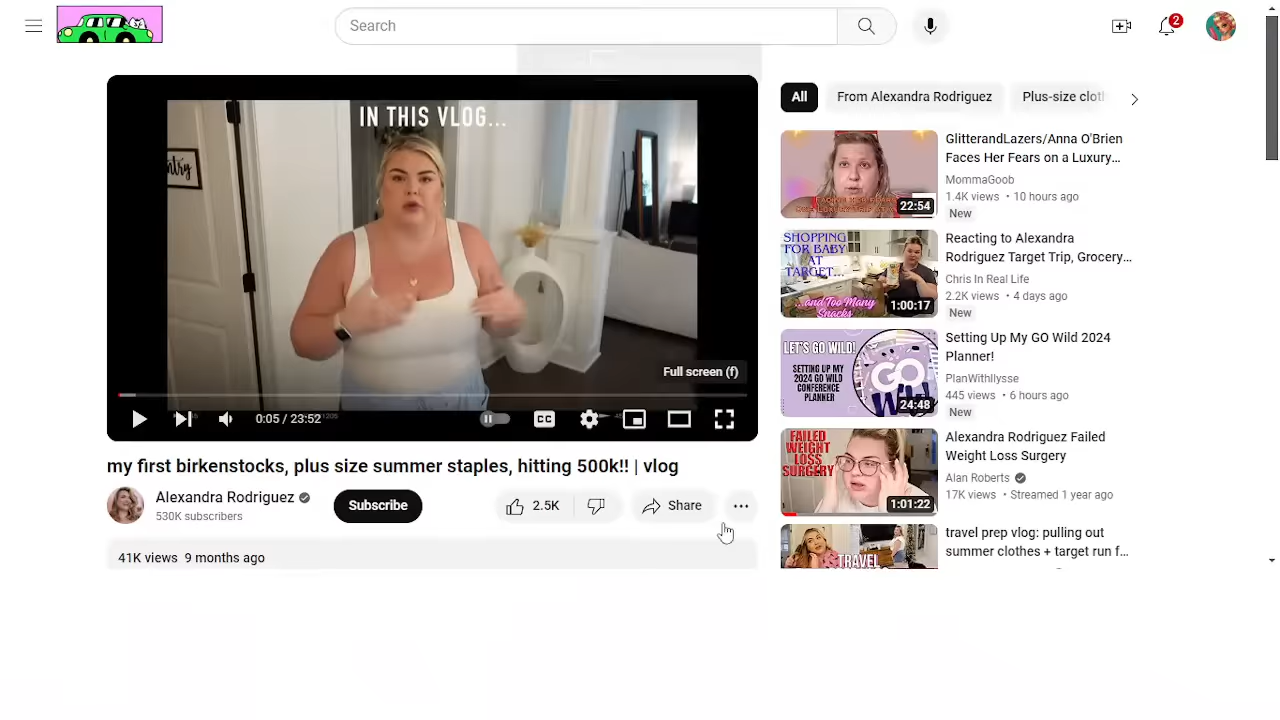 Search
2
IN THIS VLOG...
Full screen (f)
0:05 / 23:52
CC
my first birkenstocks, plus size summer staples, hitting 500k!! | vlog
Alexandra Rodriguez
530K subscribers
Subscribe
2.5K
Share
41K views 9 months ago
All
From Alexandra Rodriguez
Plus-size clot
22:54
GlitterandLazers/Anna O'Brien
Faces Her Fears on a Luxury…
MommaGoob
1.4K views • 10 hours ago
New
SHOPPING
FOR BABY
AT
TARGET...
...and Too Many
Snacks
1:00:17
Reacting to Alexandra
Rodriguez Target Trip, Grocery…
Chris In Real Life
2.2K views • 4 days ago
New
LET'S GO WILD!
SETTING UP
MY 2024 GO WILD
CONFERENCE
PLANNER
GO
24:48
Setting Up My GO Wild 2024
Planner!
PlanWithIlysse
445 views • 6 hours ago
New
FAILED
WEIGHT
LOSS
SURGERY
1:01:22
Alexandra Rodriguez Failed
Weight Loss Surgery
Alan Roberts
17K views • Streamed 1 year ago
TRAVEL
travel prep vlog: pulling out
summer clothes + target run f…